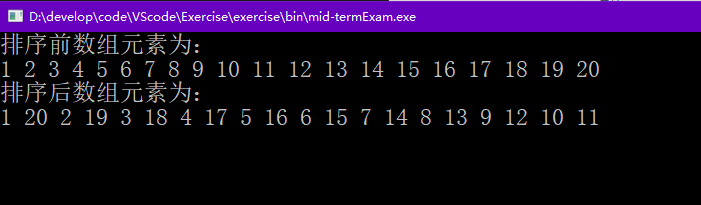 D:\develop\code\VScode\Exercise\exercise\bin\mid-termExam.exe
排序前数组元素为:
1 2 3 4 5 6 7 8 9 10 11 12 13 14 15 16 17 18 19 20
排序后数组元素为:
1 20 2 19 3 18 4 17 5 16 6 15 7 14 8 13 9 12 10 11